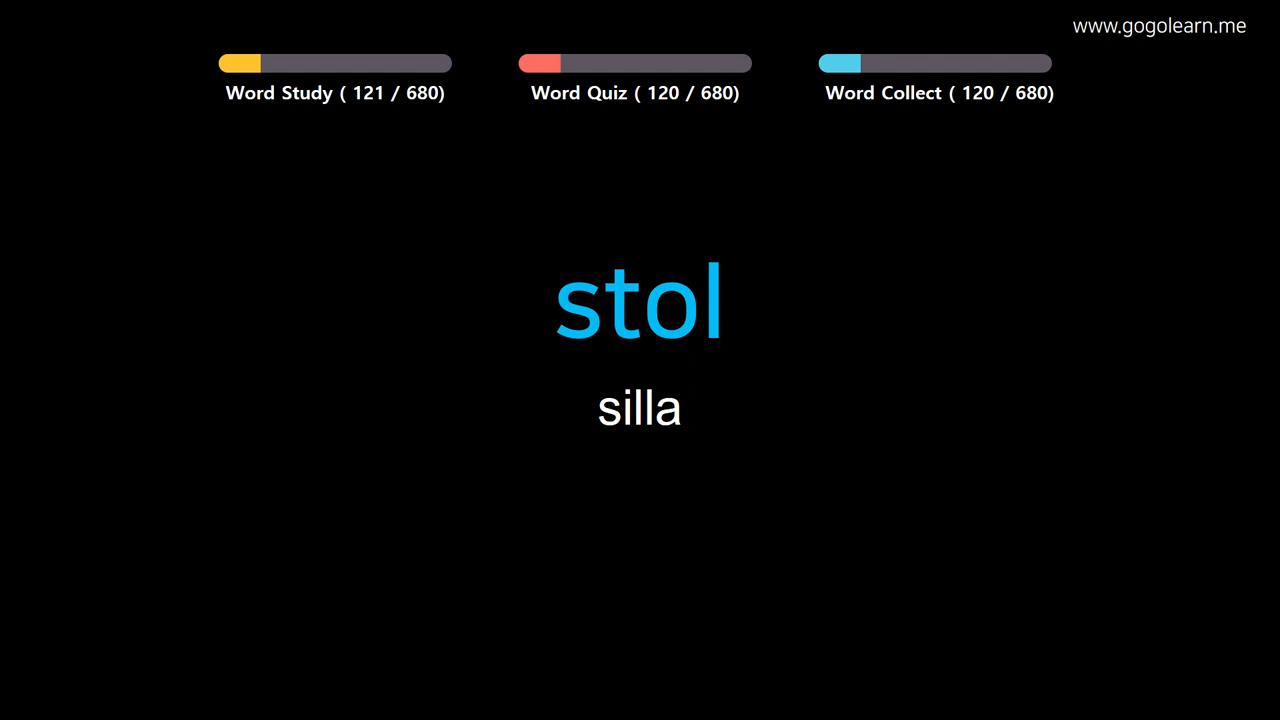 www.gogolearn.me
Word Study ( 121 / 680)
Word Quiz ( 120 / 680)
Word Collect ( 120 / 680)
stol
silla